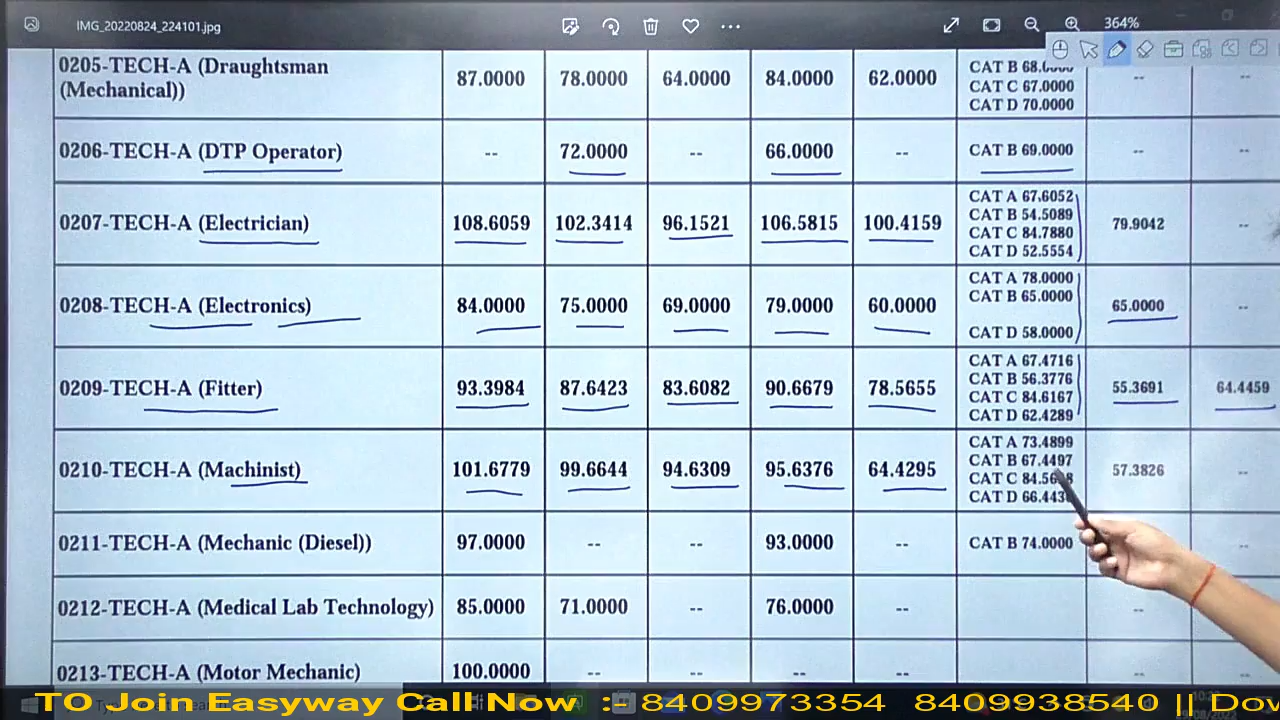 IMG_20220824_224101.jpg
364%
0205-TECH-A (Draughtsman
(Mechanical)) 87.0000 78.0000 64.0000 84.0000 62.0000 CAT B 68.0000
CAT C 67.0000
CAT D 70.0000 -- --
0206-TECH-A (DTP Operator) -- 72.0000 -- 66.0000 -- CAT B 69.0000 -- --
0207-TECH-A (Electrician) 108.6059 102.3414 96.1521 106.5815 100.4159 CAT A 67.6052
CAT B 54.5089
CAT C 84.7880
CAT D 52.5554 79.9042 --
0208-TECH-A (Electronics) 84.0000 75.0000 69.0000 79.0000 60.0000 CAT A 78.0000
CAT B 65.0000
CAT D 58.0000 65.0000 --
0209-TECH-A (Fitter) 93.3984 87.6423 83.6082 90.6679 78.5655 CAT A 67.4716
CAT B 56.3776
CAT C 84.6167
CAT D 62.4289 55.3691 64.4459
0210-TECH-A (Machinist) 101.6779 99.6644 94.6309 95.6376 64.4295 CAT A 73.4899
CAT B 67.4497
CAT C
CAT D 57.3826 --
0211-TECH-A (Mechanic (Diesel)) 97.0000 -- -- 93.0000 -- CAT B 74.0000 --
0212-TECH-A (Medical Lab Technology) 85.0000 71.0000 -- 76.0000 -- -- --
0213-TECH-A (Motor Mechanic) 100.0000 -- -- -- -- -- --
TO Join Easyway Call Now :- 8409973354 8409938540 || Dov